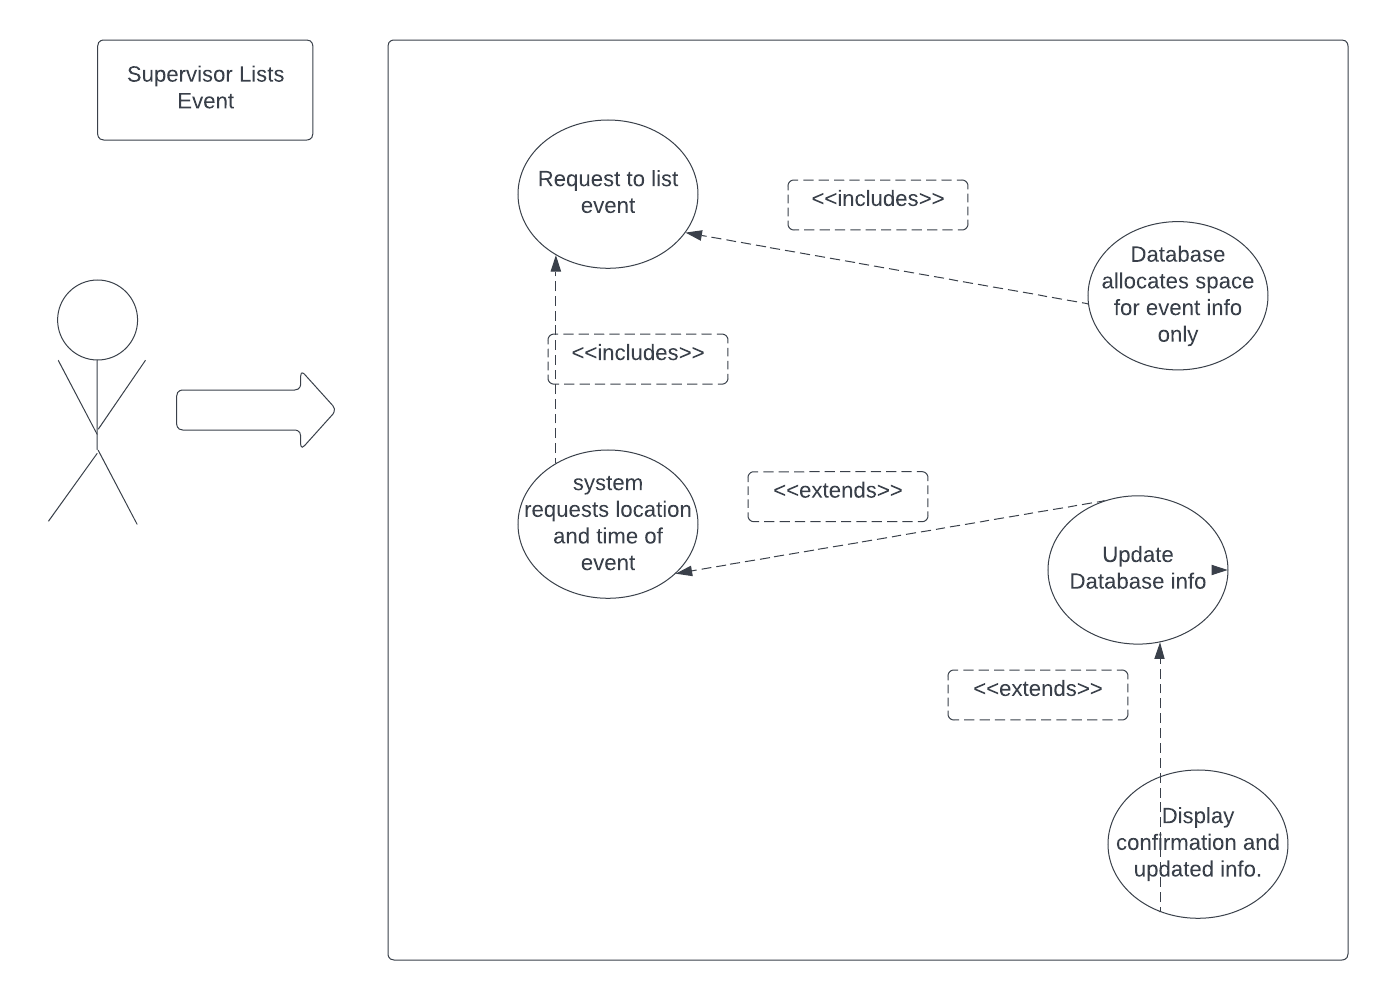 Supervisor Lists
Event
Request to list
event
<<includes>>
Database
allocates space
for event info
only
<<includes>>
system
requests location
and time of
event
<<extends>>
Update
Database info
<<extends>>
Display
confirmation and
updated info.